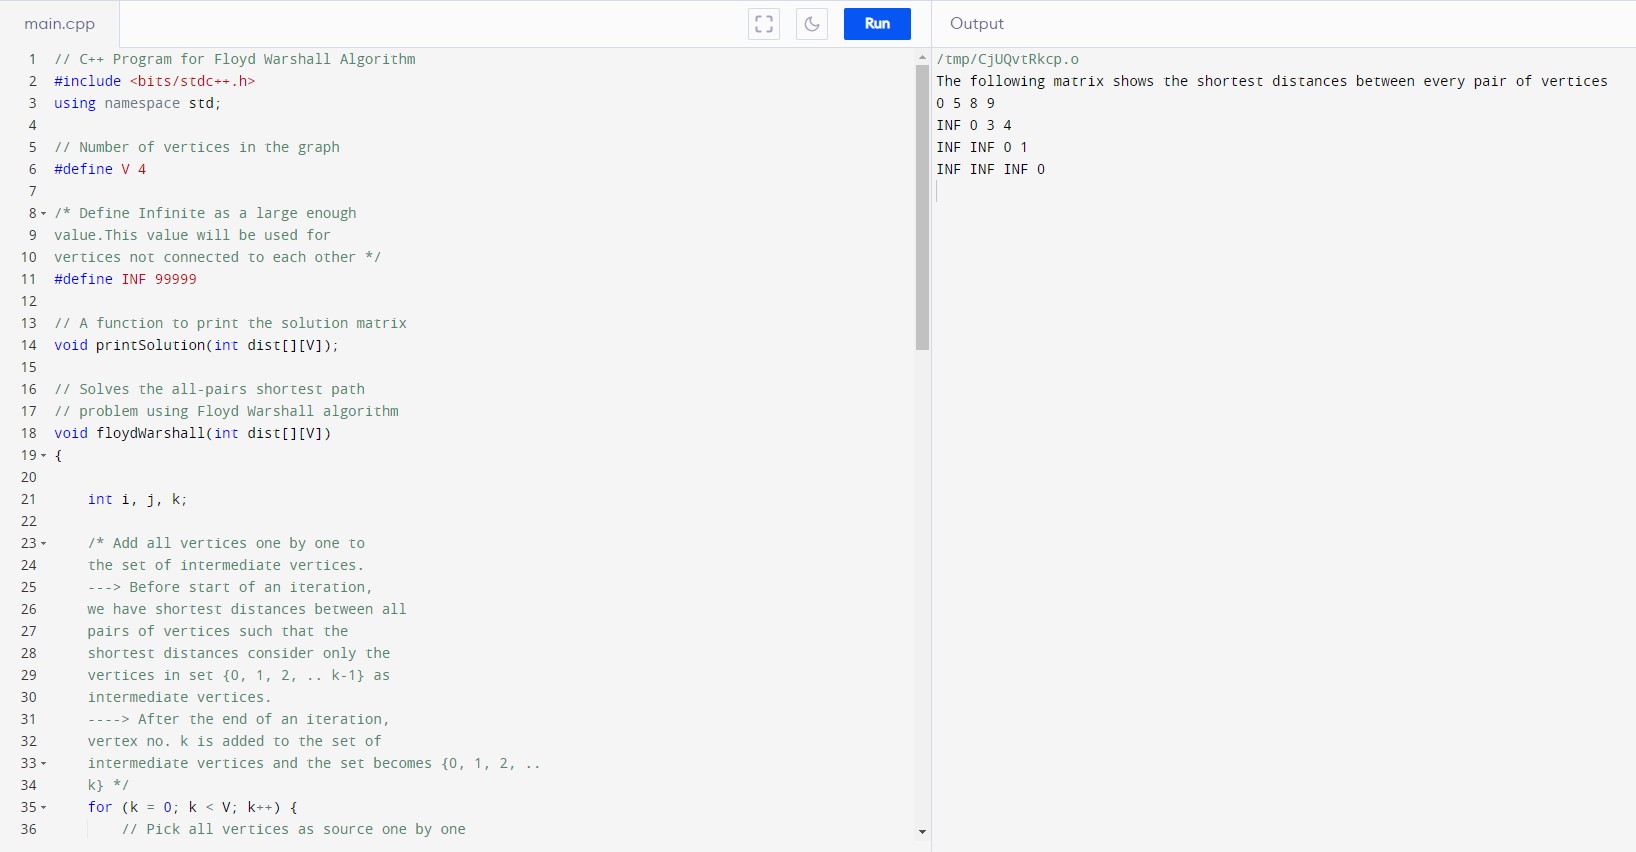 main.cpp
Run
Output
1 // C++ Program for Floyd Warshall Algorithm
2 #include <bits/stdc++.h>
3 using namespace std;
4
5 // Number of vertices in the graph
6 #define V 4
7
8 /* Define Infinite as a large enough
9 value.This value will be used for
10 vertices not connected to each other */
11 #define INF 99999
12
13 // A function to print the solution matrix
14 void printSolution(int dist[][V]);
15
16 // Solves the all-pairs shortest path
17 // problem using Floyd Warshall algorithm
18 void floydWarshall(int dist[][V])
19 {
20
21     int i, j, k;
22
23     /* Add all vertices one by one to
24     the set of intermediate vertices.
25     ---> Before start of an iteration,
26     we have shortest distances between all
27     pairs of vertices such that the
28     shortest distances consider only the
29     vertices in set {0, 1, 2, .. k-1} as
30     intermediate vertices.
31     ----> After the end of an iteration,
32     vertex no. k is added to the set of
33     intermediate vertices and the set becomes {0, 1, 2, ..
34     k} */
35     for (k = 0; k < V; k++) {
36         // Pick all vertices as source one by one
/tmp/CjUQvtRkcp.o
The following matrix shows the shortest distances between every pair of vertices
0 5 8 9
INF 0 3 4
INF INF 0 1
INF INF INF 0